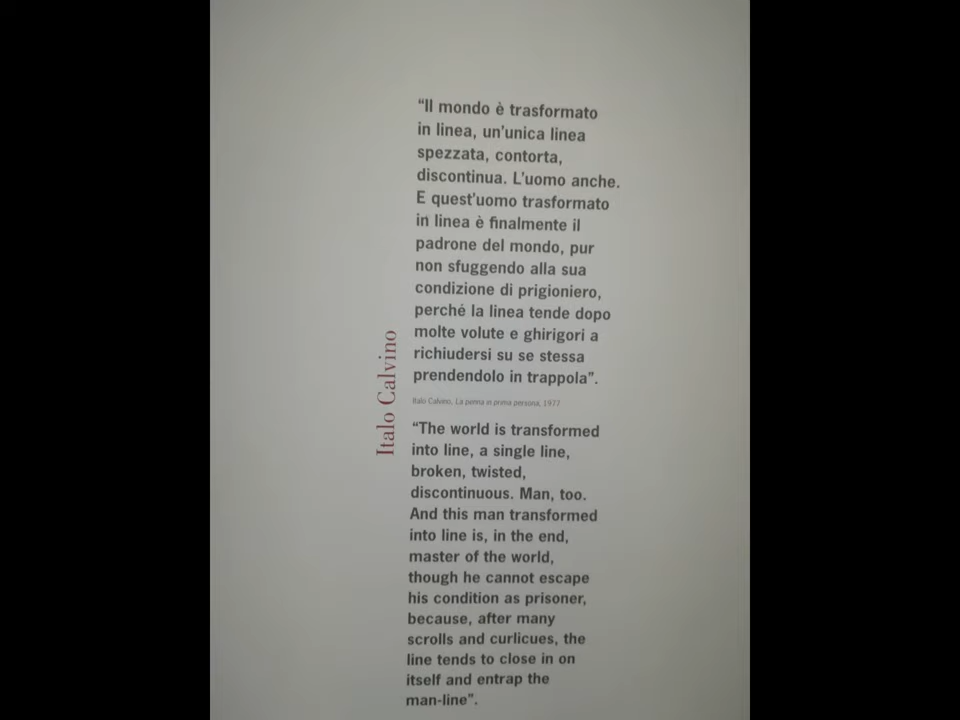 Italo Calvino
“Il mondo è trasformato
in linea, un’unica linea
spezzata, contorta,
discontinua. L’uomo anche.
E quest’uomo trasformato
in linea è finalmente il
padrone del mondo, pur
non sfuggendo alla sua
condizione di prigioniero,
perché la linea tende dopo
molte volute e ghirigori a
richiudersi su se stessa
prendendolo in trappola”.
Italo Calvino, La penna in prima persona, 1977
“The world is transformed
into line, a single line,
broken, twisted,
discontinuous. Man, too.
And this man transformed
into line is, in the end,
master of the world,
though he cannot escape
his condition as prisoner,
because, after many
scrolls and curlicues, the
line tends to close in on
itself and entrap the
man-line”.